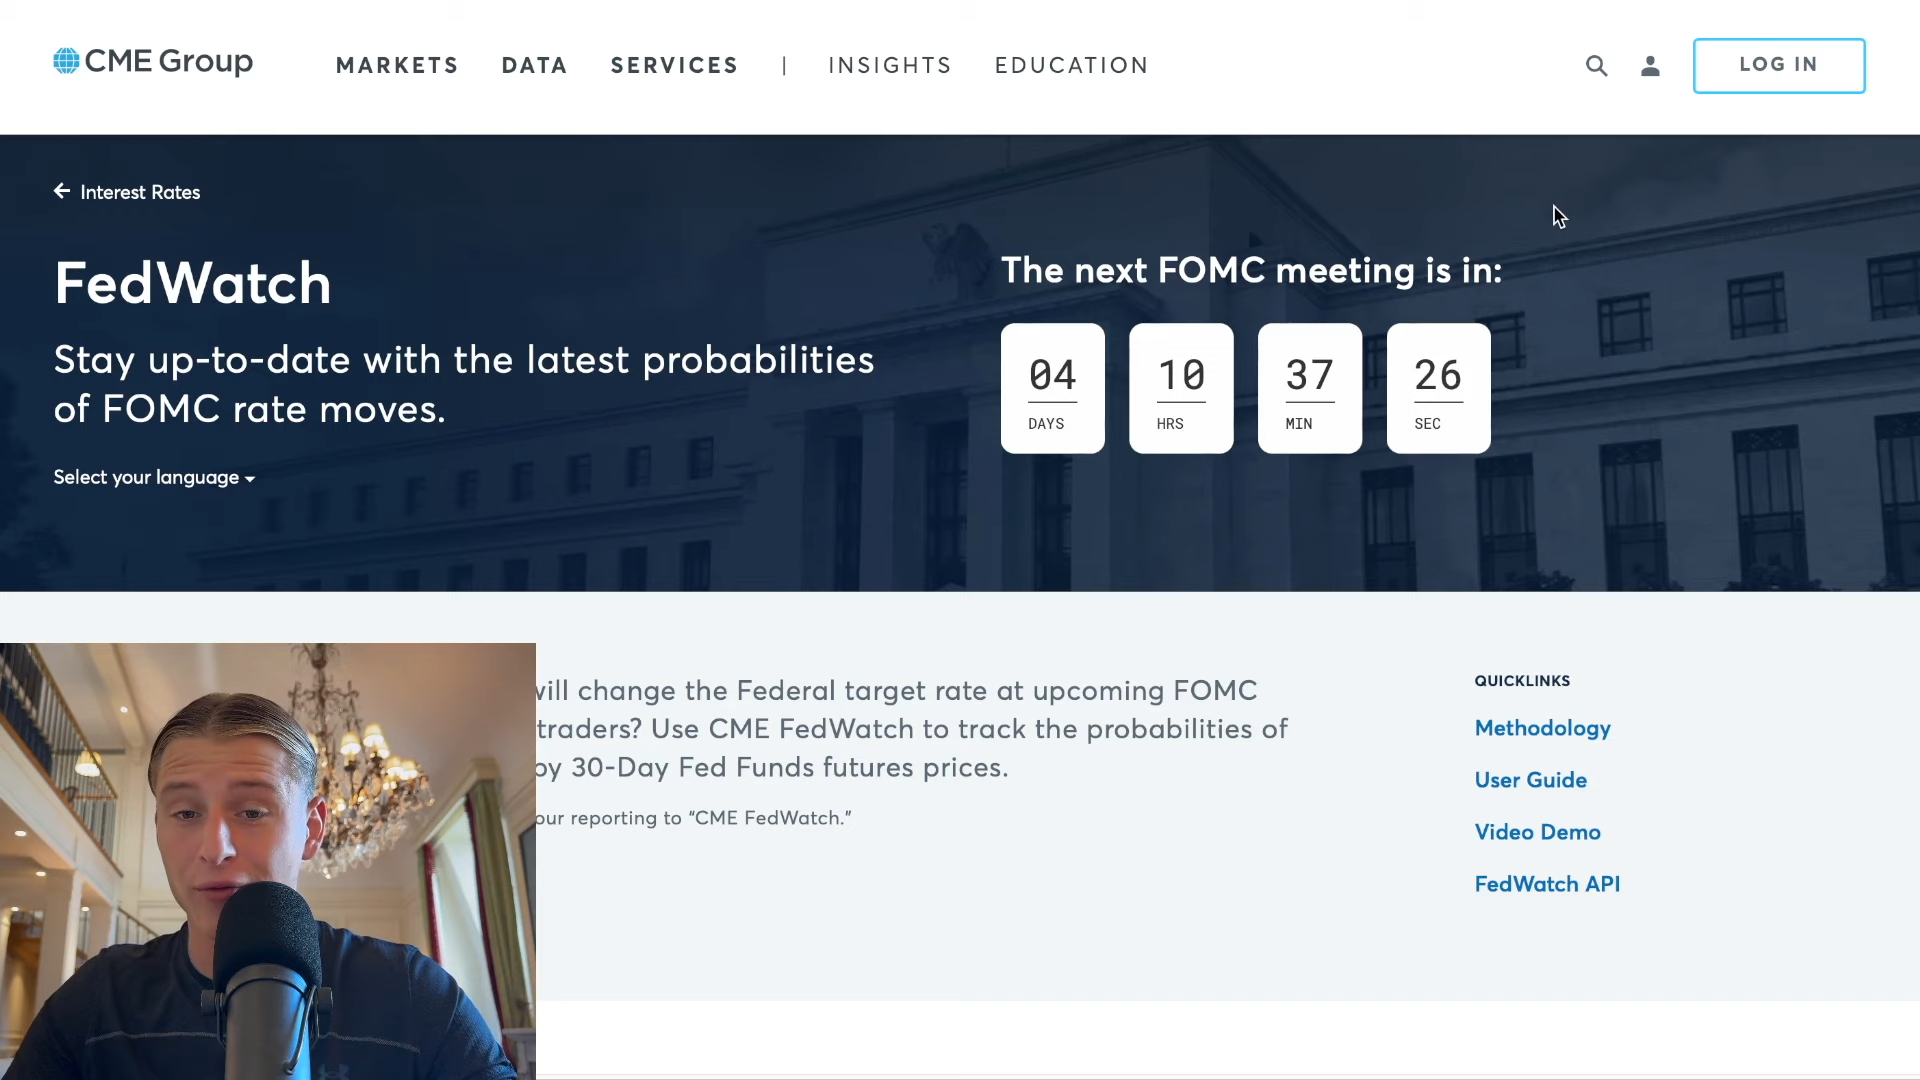 CME Group
MARKETS DATA SERVICES | INSIGHTS EDUCATION
LOG IN
Interest Rates
FedWatch
Stay up-to-date with the latest probabilities
of FOMC rate moves.
Select your language
The next FOMC meeting is in:
04 10 37 26
DAYS HRS MIN SEC
will change the Federal target rate at upcoming FOMC
traders? Use CME FedWatch to track the probabilities of
by 30-Day Fed Funds futures prices.
our reporting to “CME FedWatch.”
QUICKLINKS
Methodology
User Guide
Video Demo
FedWatch API